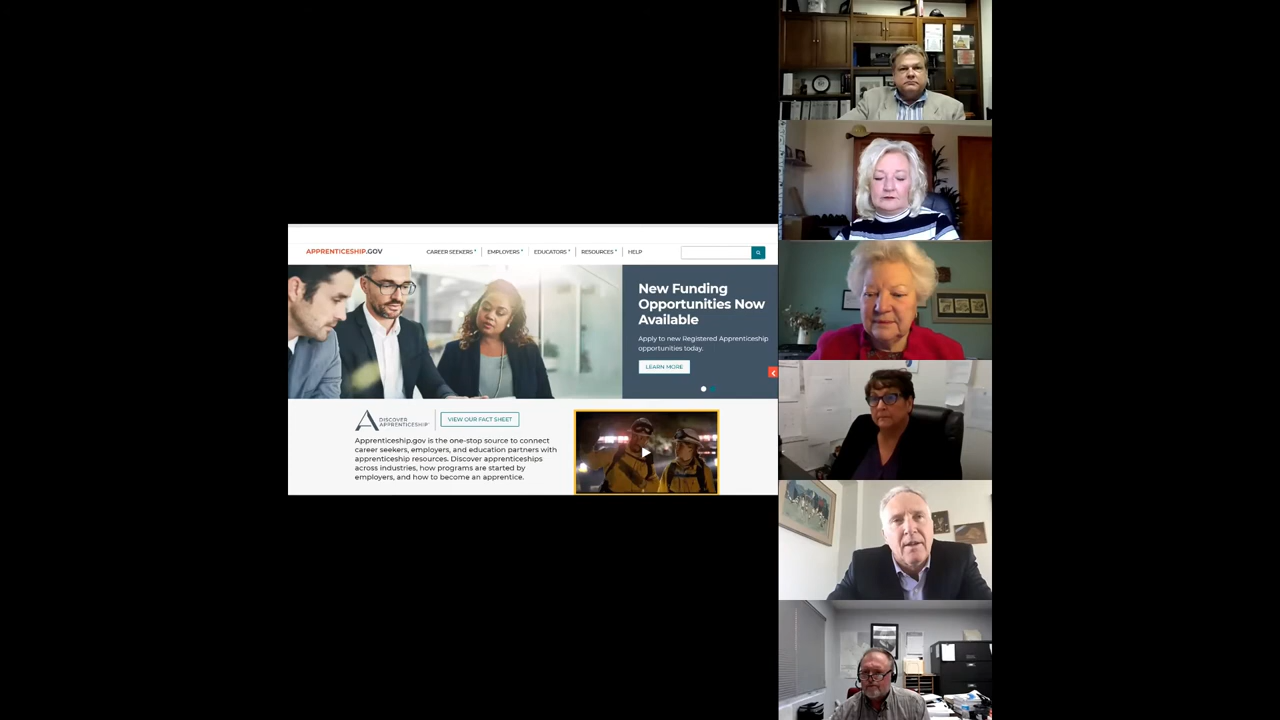 APPRENTICESHIP.GOV
CAREER SEEKERS
EMPLOYERS
EDUCATORS
RESOURCES
HELP
New Funding
Opportunities Now
Available
Apply to new Registered Apprenticeship
opportunities today.
LEARN MORE
DISCOVER
APPRENTICESHIP
VIEW OUR FACT SHEET
Apprenticeship.gov is the one-stop source to connect
career seekers, employers, and education partners with
apprenticeship resources. Discover apprenticeships
across industries, how programs are started by
employers, and how to become an apprentice.